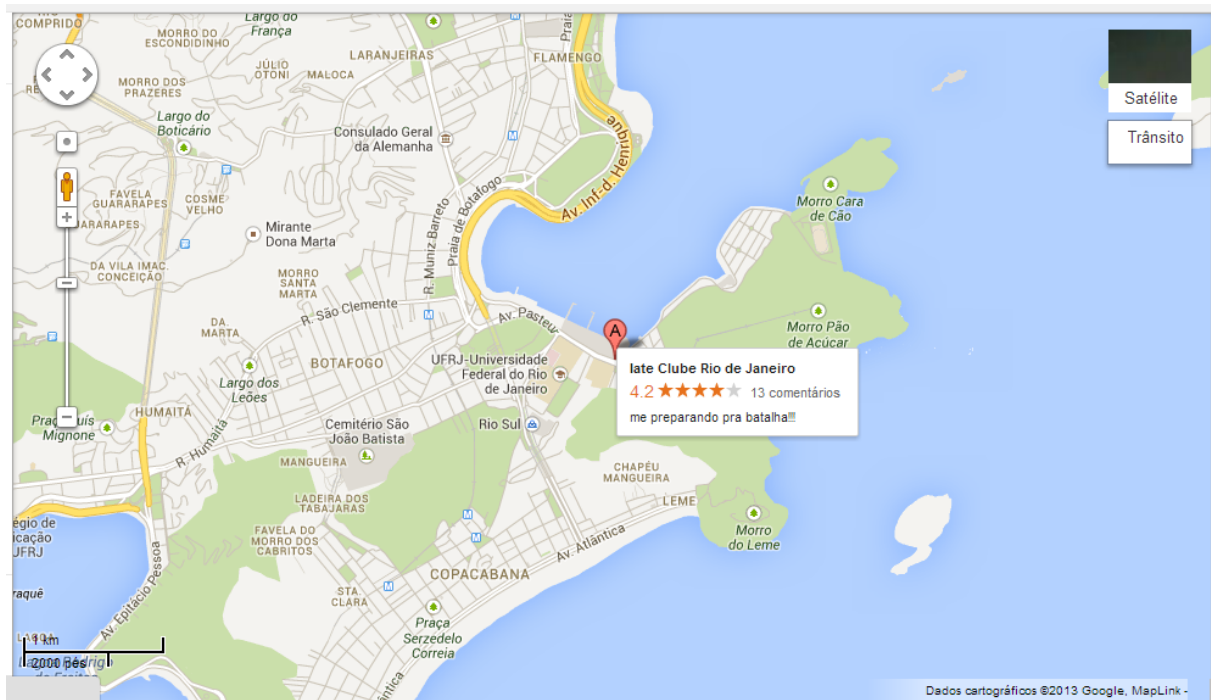 COMPRIDO
Largo do
França
MORRO DO
ESCONDIDINHO
Praia
LARANJEIRAS
FLAMENGO
JÚLIO
OTONI
MALOCA
MORRO DOS
PRAZERES
Largo do
Boticário
Consulado Geral
da Alemanha
Av. Inf-d. Henrique
Satélite
Trânsito
FAVELA
GUARARAPES
COSME
VELHO
Mirante
Dona Marta
R. Muniz Barreto
Praia de Botafogo
Morro Cara
de Cão
DA VILA IMAC.
CONCEIÇÃO
MORRO
SANTA
MARTA
R. São Clemente
Av. Pasteur
A
DA.
MARTA
BOTAFOGO
Morro Pão
de Açúcar
UFRJ-Universidade
Federal do Rio
de Janeiro
Iate Clube Rio de Janeiro
4.2 ★★★★★ 13 comentários
me preparando pra batalha!!!
Largo dos
Leões
HUMAITÁ
Mignone
R. Humaitá
Cemitério São
João Batista
Rio Sul
MANGUEIRA
CHAPÉU
MANGUEIRA
LEME
LADEIRA DOS
TABAJARAS
FAVELA DO
MORRO DOS
CABRITOS
Av. Atlântica
Morro
do Leme
UFRJ
COPACABANA
STA.
CLARA
Av. Epitácio Pessoa
Praça
Serzedelo
Correia
1 km
2000 pés
Dados cartográficos ©2013 Google, MapLink -